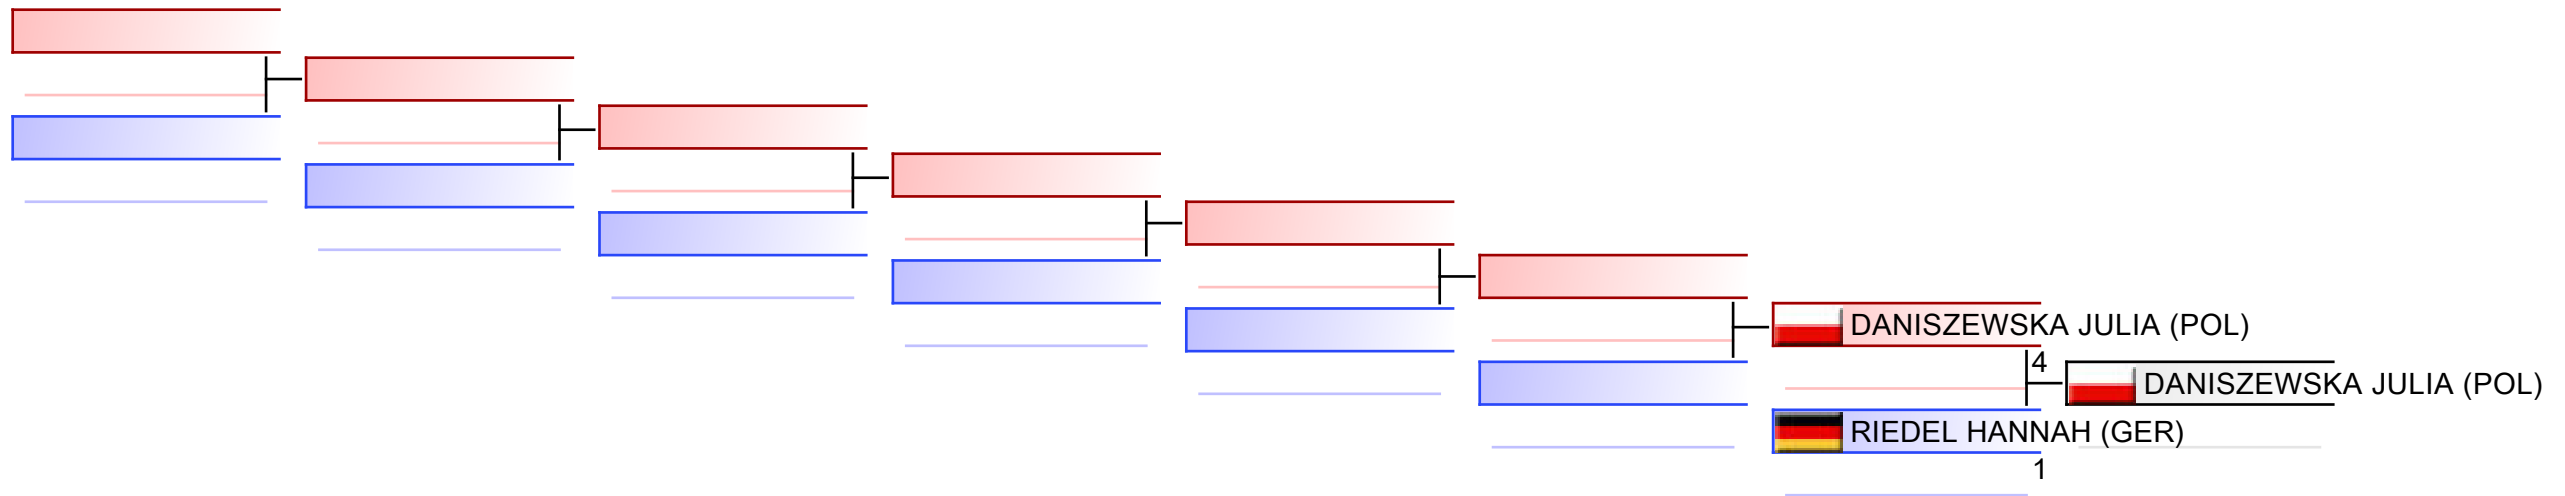 DANISZEWSKA JULIA (POL)
4
DANISZEWSKA JULIA (POL)
RIEDEL HANNAH (GER)
1